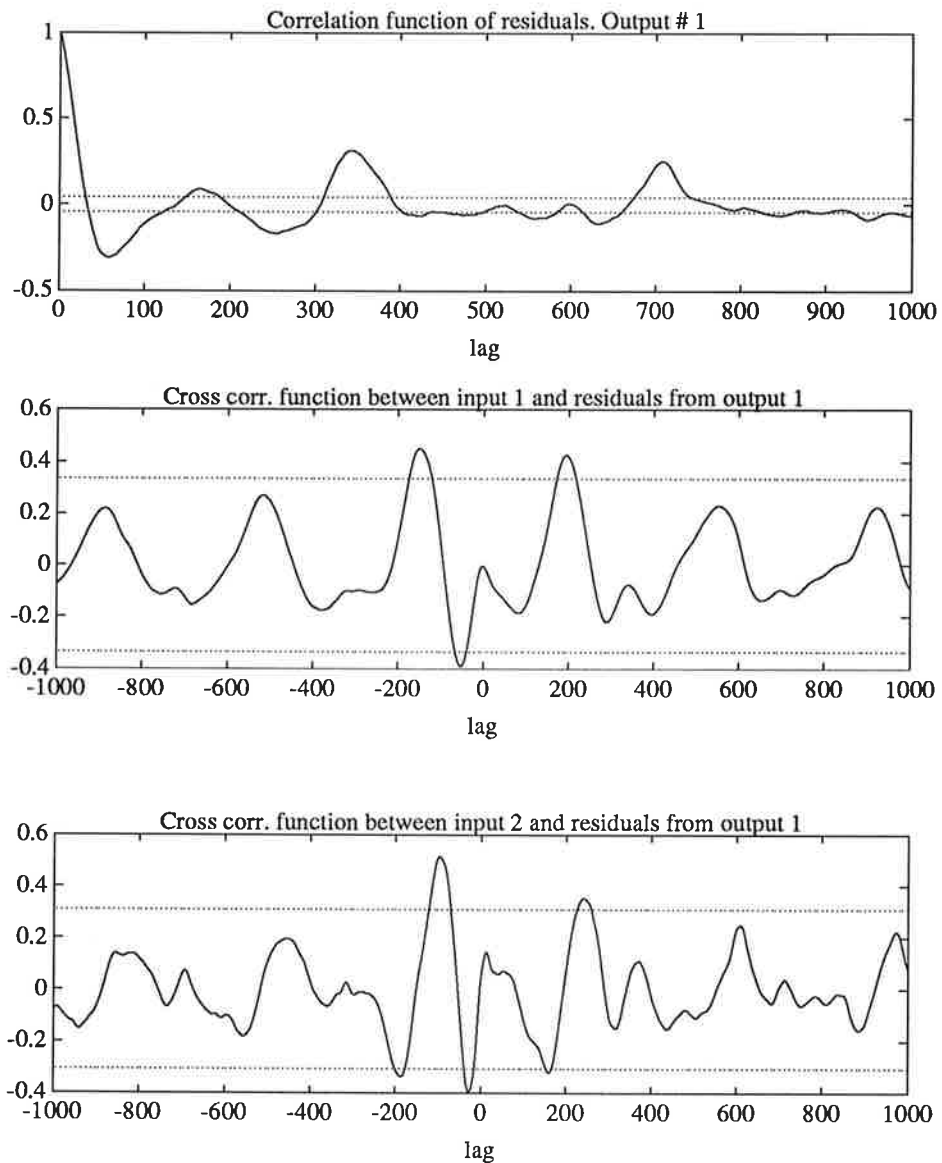 Correlation function of residuals. Output # 1
1
0.5
0
-0.5
0 100 200 300 400 500 600 700 800 900 1000
lag
Cross corr. function between input 1 and residuals from output 1
0.6
0.4
0.2
0
-0.2
-0.4
-1000 -800 -600 -400 -200 0 200 400 600 800 1000
lag
Cross corr. function between input 2 and residuals from output 1
0.6
0.4
0.2
0
-0.2
-0.4
-1000 -800 -600 -400 -200 0 200 400 600 800 1000
lag